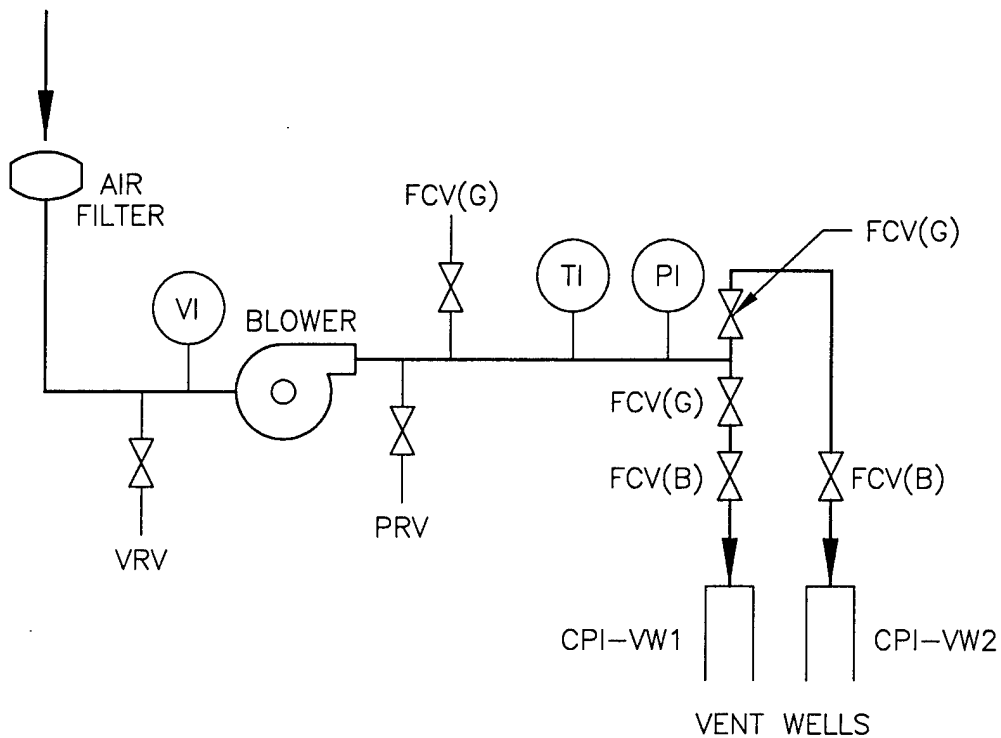 AIR
FILTER
FCV(G)
FCV(G)
TI
PI
VI
BLOWER
FCV(G)
FCV(B)
FCV(B)
PRV
VRV
CPI-VW1
CPI-VW2
VENT WELLS